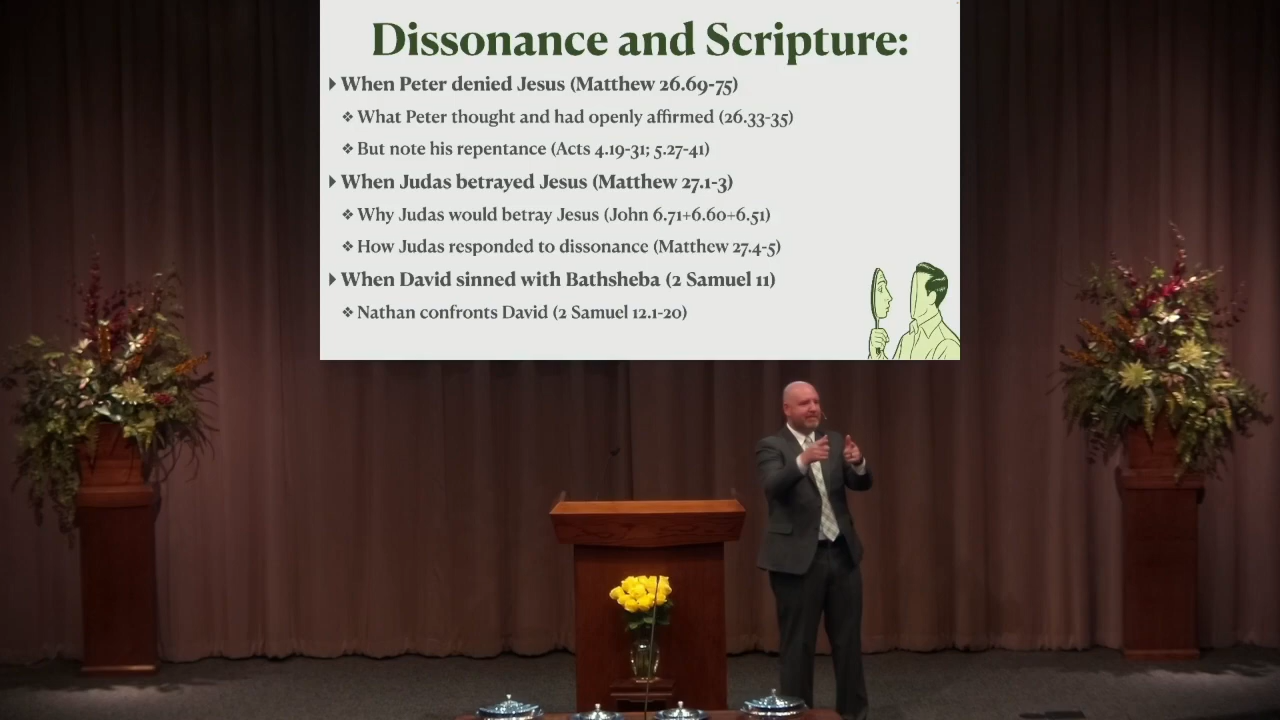 Dissonance and Scripture:
When Peter denied Jesus (Matthew 26.69-75)
What Peter thought and had openly affirmed (26.33-35)
But note his repentance (Acts 4.19-31; 5.27-41)
When Judas betrayed Jesus (Matthew 27.1-3)
Why Judas would betray Jesus (John 6.71+6.60+6.51)
How Judas responded to dissonance (Matthew 27.4-5)
When David sinned with Bathsheba (2 Samuel 11)
Nathan confronts David (2 Samuel 12.1-20)